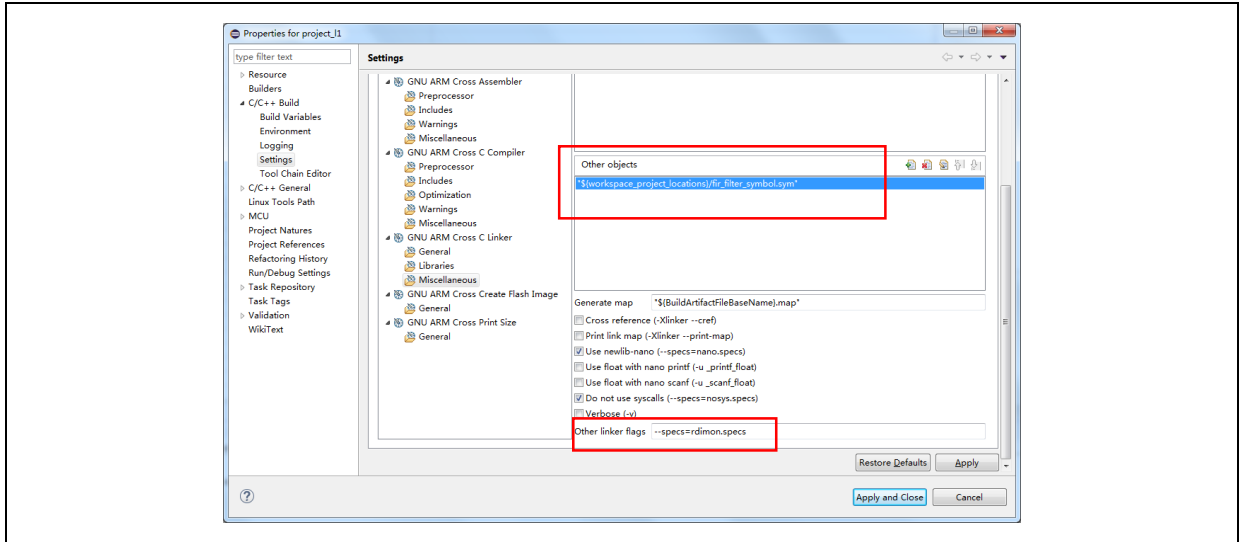 Properties for project_l1
type filter text
Resource
Builders
C/C++ Build
Build Variables
Environment
Logging
Settings
Tool Chain Editor
C/C++ General
Linux Tools Path
MCU
Project Natures
Project References
Refactoring History
Run/Debug Settings
Task Repository
Task Tags
Validation
WikiText
Settings
GNU ARM Cross Assembler
Preprocessor
Includes
Warnings
Miscellaneous
GNU ARM Cross C Compiler
Preprocessor
Includes
Optimization
Warnings
Miscellaneous
GNU ARM Cross C Linker
General
Libraries
Miscellaneous
GNU ARM Cross Create Flash Image
General
GNU ARM Cross Print Size
General
Other objects
"${workspace_project_locations}/fir_filter_symbol.sym"
Generate map "${BuildArtifactFileBaseName}.map"
Cross reference (-Xlinker --cref)
Print link map (-Xlinker --print-map)
Use newlib-nano (--specs=nano.specs)
Use float with nano printf (-u _printf_float)
Use float with nano scanf (-u _scanf_float)
Do not use syscalls (--specs=nosys.specs)
Verbose (-v)
Other linker flags --specs=rdimon.specs
Restore Defaults Apply
Apply and Close Cancel